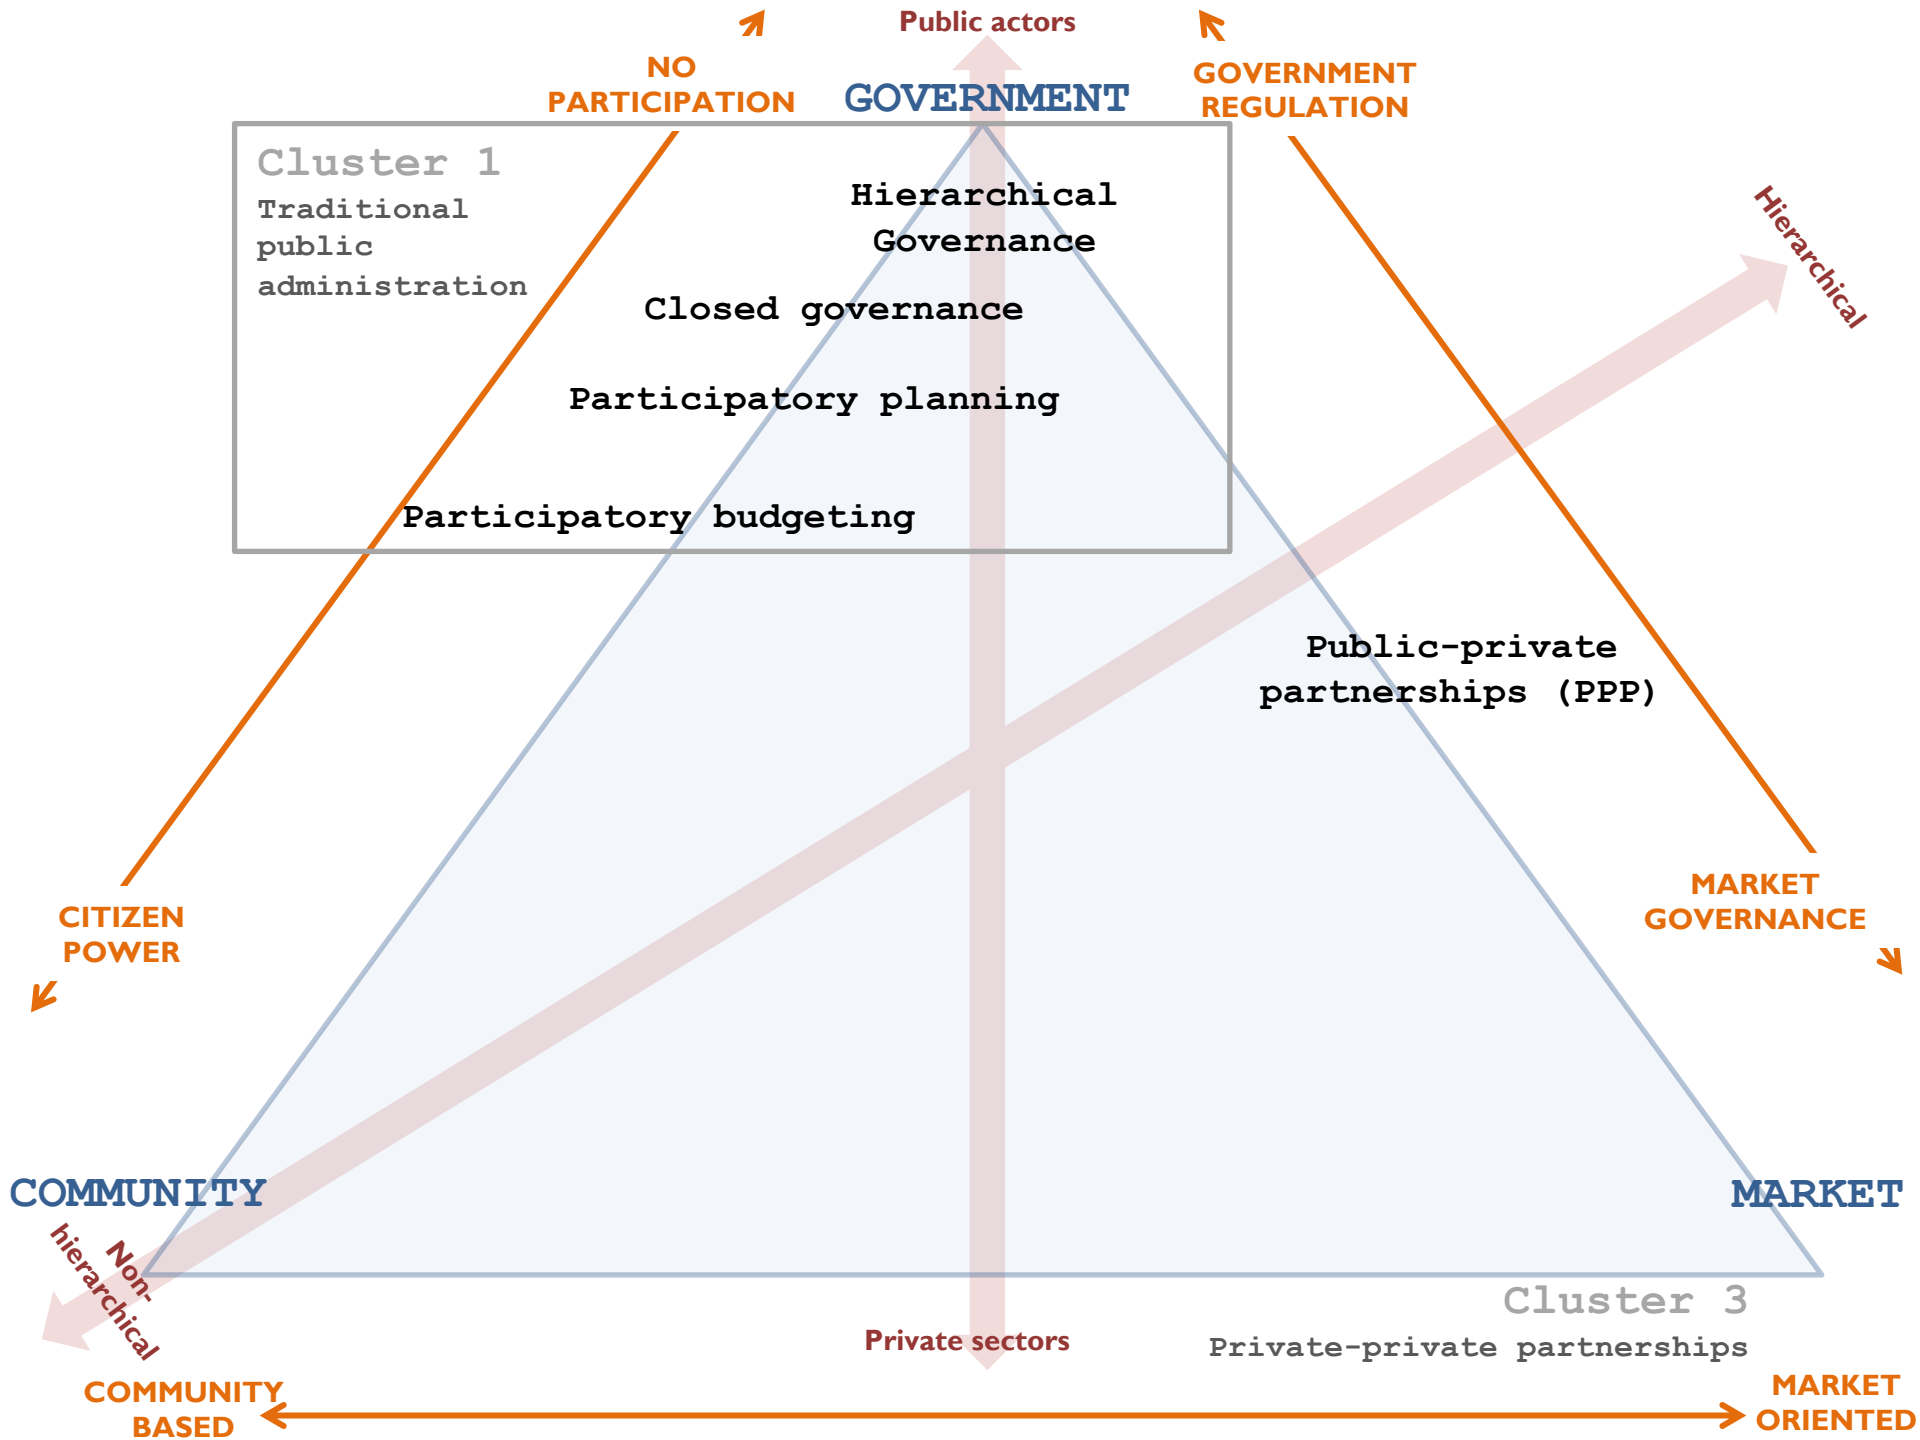 Public actors
NO
PARTICIPATION
GOVERNMENT
GOVERNMENT
REGULATION
Cluster 1
Traditional
public
administration
Hierarchical
Governance
Hierarchical
Closed governance
Participatory planning
Participatory budgeting
Public-private
partnerships (PPP)
CITIZEN
POWER
MARKET
GOVERNANCE
COMMUNITY
MARKET
Non-
hierarchical
Cluster 3
Private-private partnerships
Private sectors
COMMUNITY
BASED
MARKET
ORIENTED